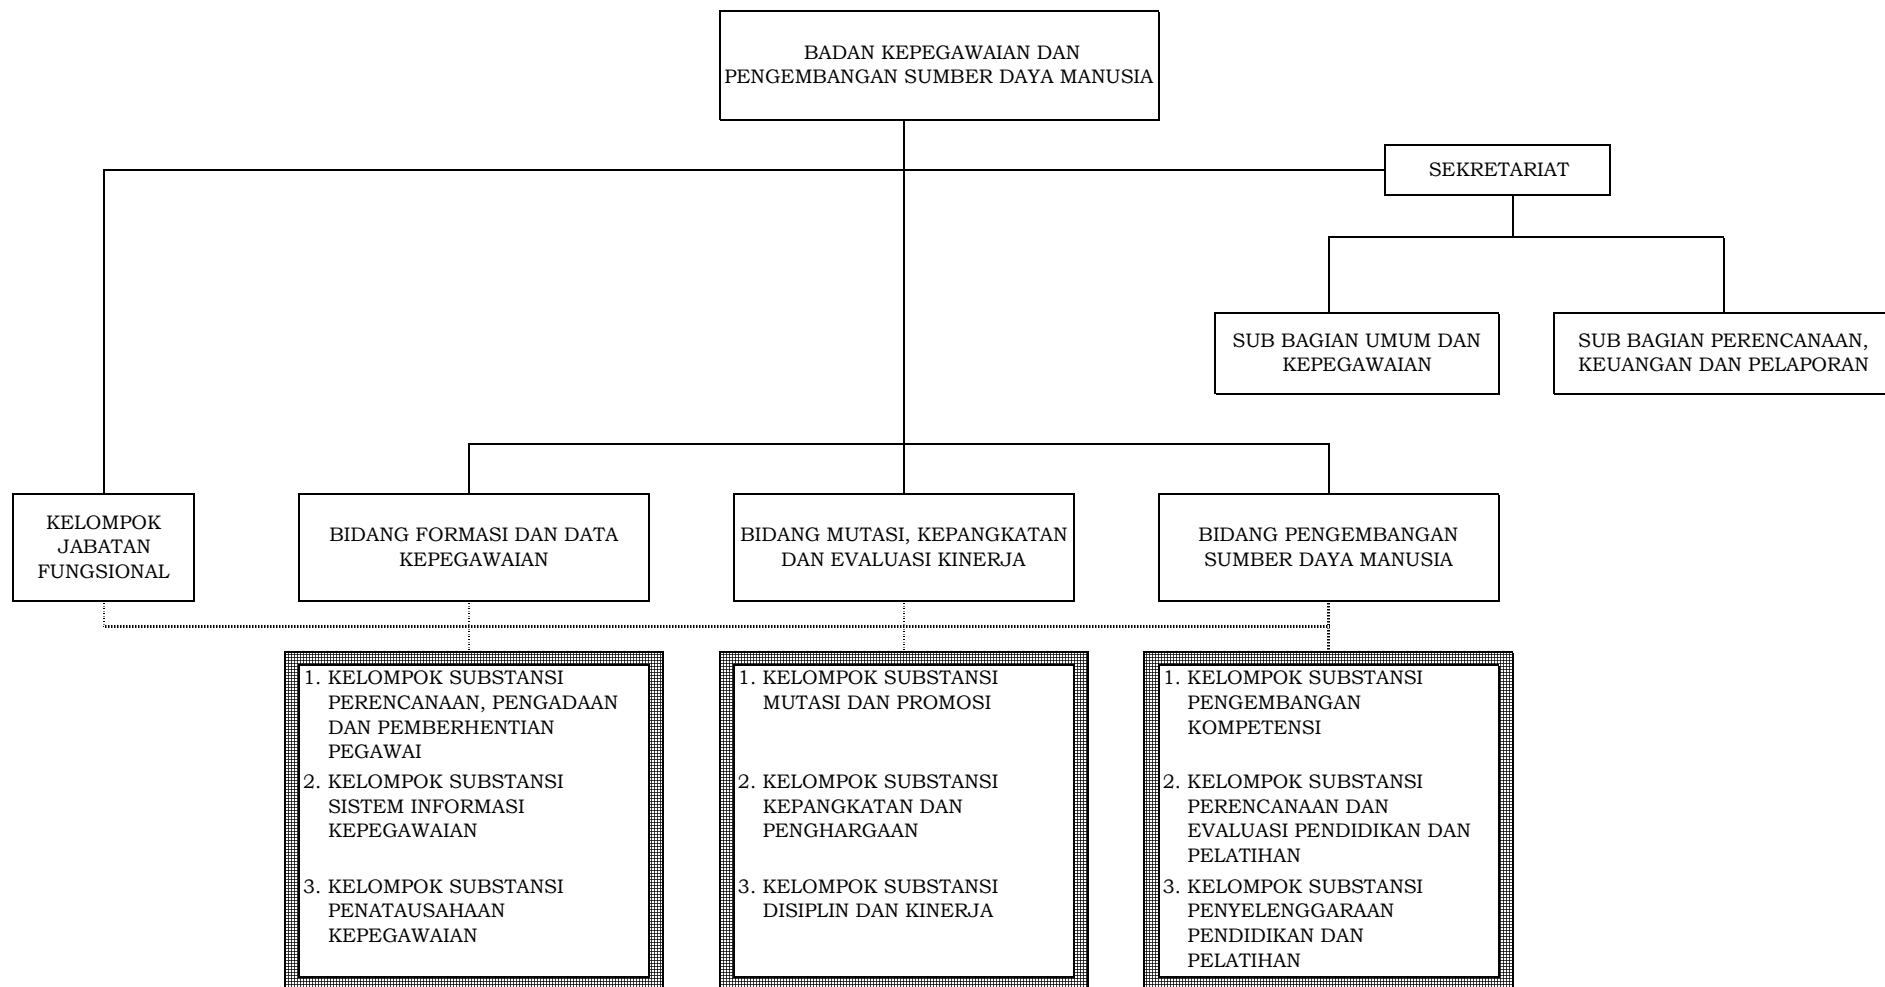 BADAN KEPEGAWAIAN DAN
PENGEMBANGAN SUMBER DAYA MANUSIA
SEKRETARIAT
SUB BAGIAN UMUM DAN
KEPEGAWAIAN
SUB BAGIAN PERENCANAAN,
KEUANGAN DAN PELAPORAN
KELOMPOK
JABATAN
FUNGSIONAL
BIDANG FORMASI DAN DATA
KEPEGAWAIAN
BIDANG MUTASI, KEPANGKATAN
DAN EVALUASI KINERJA
BIDANG PENGEMBANGAN
SUMBER DAYA MANUSIA
1. KELOMPOK SUBSTANSI
PERENCANAAN, PENGADAAN
DAN PEMBERHENTIAN
PEGAWAI
2. KELOMPOK SUBSTANSI
SISTEM INFORMASI
KEPEGAWAIAN
3. KELOMPOK SUBSTANSI
PENATAUSAHAAN
KEPEGAWAIAN
1. KELOMPOK SUBSTANSI
MUTASI DAN PROMOSI
2. KELOMPOK SUBSTANSI
KEPANGKATAN DAN
PENGHARGAAN
3. KELOMPOK SUBSTANSI
DISIPLIN DAN KINERJA
1. KELOMPOK SUBSTANSI
PENGEMBANGAN
KOMPETENSI
2. KELOMPOK SUBSTANSI
PERENCANAAN DAN
EVALUASI PENDIDIKAN DAN
PELATIHAN
3. KELOMPOK SUBSTANSI
PENYELENGGARAAN
PENDIDIKAN DAN
PELATIHAN